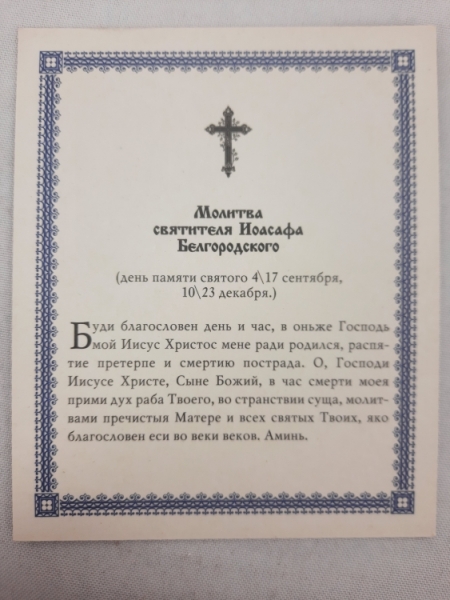 Молитва
святителя Иоасафа
Белгородского
(день памяти святого 4\17 сентября,
10\23 декабря.)
Буди благословен день и час, в оньже Господь
мой Иисус Христос мене ради родился, распя-
тие претерпе и смертию пострада. О, Господи
Иисусе Христе, Сыне Божий, в час смерти моея
прими дух раба Твоего, во странствии суща, молит-
вами пречистыя Матере и всех святых Твоих, яко
благословен еси во веки веков. Аминь.